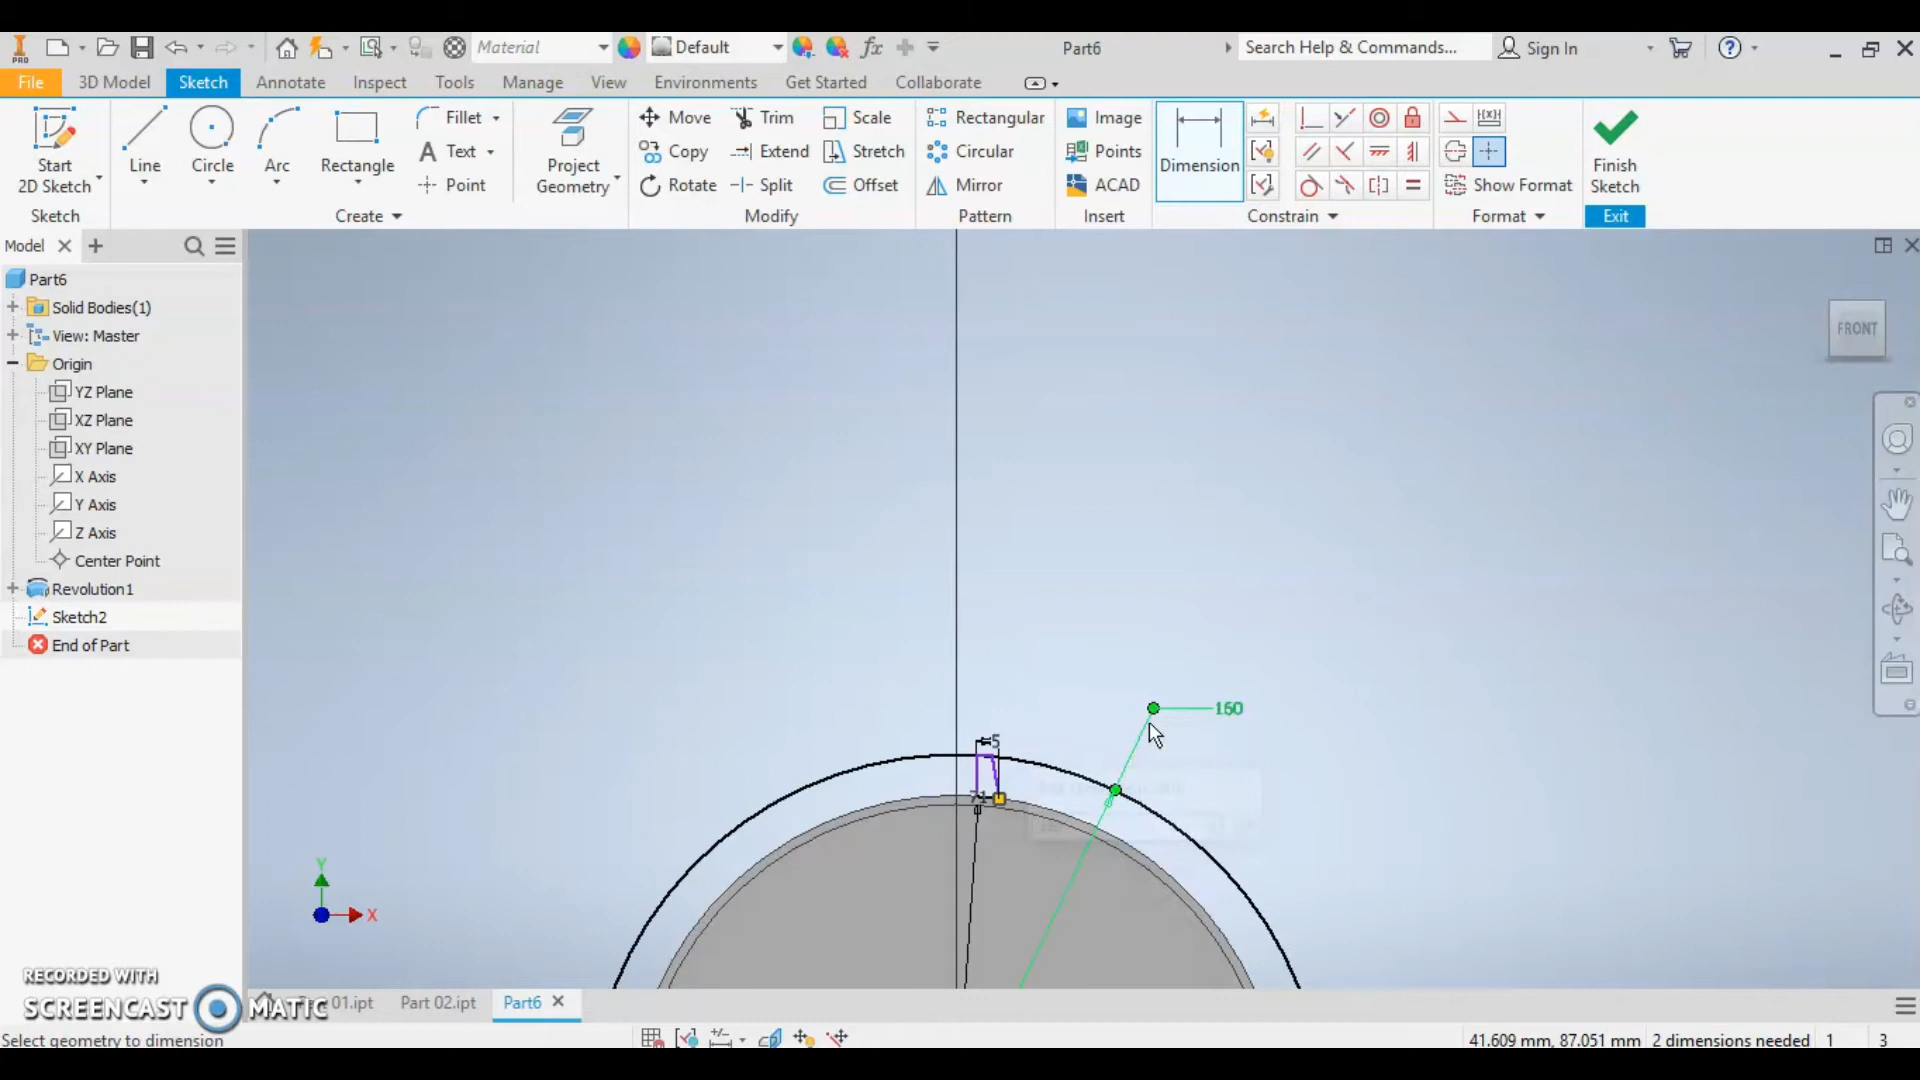 PRO
Material
Default
fx
Part6
Search Help & Commands...
Sign In
File
3D Model
Sketch
Annotate
Inspect
Tools
Manage
View
Environments
Get Started
Collaborate
Start
2D Sketch
Line
Circle
Arc
Rectangle
Fillet
A Text
Point
Project
Geometry
Move
Copy
Rotate
Trim
Extend
Split
Scale
Stretch
Offset
Rectangular
Circular
Mirror
Image
Points
ACAD
Dimension
Show Format
Finish
Sketch
Sketch
Create
Modify
Pattern
Insert
Constrain
Format
Exit
Model
Part6
Solid Bodies(1)
View: Master
Origin
YZ Plane
XZ Plane
XY Plane
X Axis
Y Axis
Z Axis
Center Point
Revolution1
Sketch2
End of Part
FRONT
150
5
71
Y
X
RECORDED WITH
SCREENCAST MATIC
01.ipt
Part 02.ipt
Part6
Select geometry to dimension
41.609 mm, 87.051 mm
2 dimensions needed
1
3